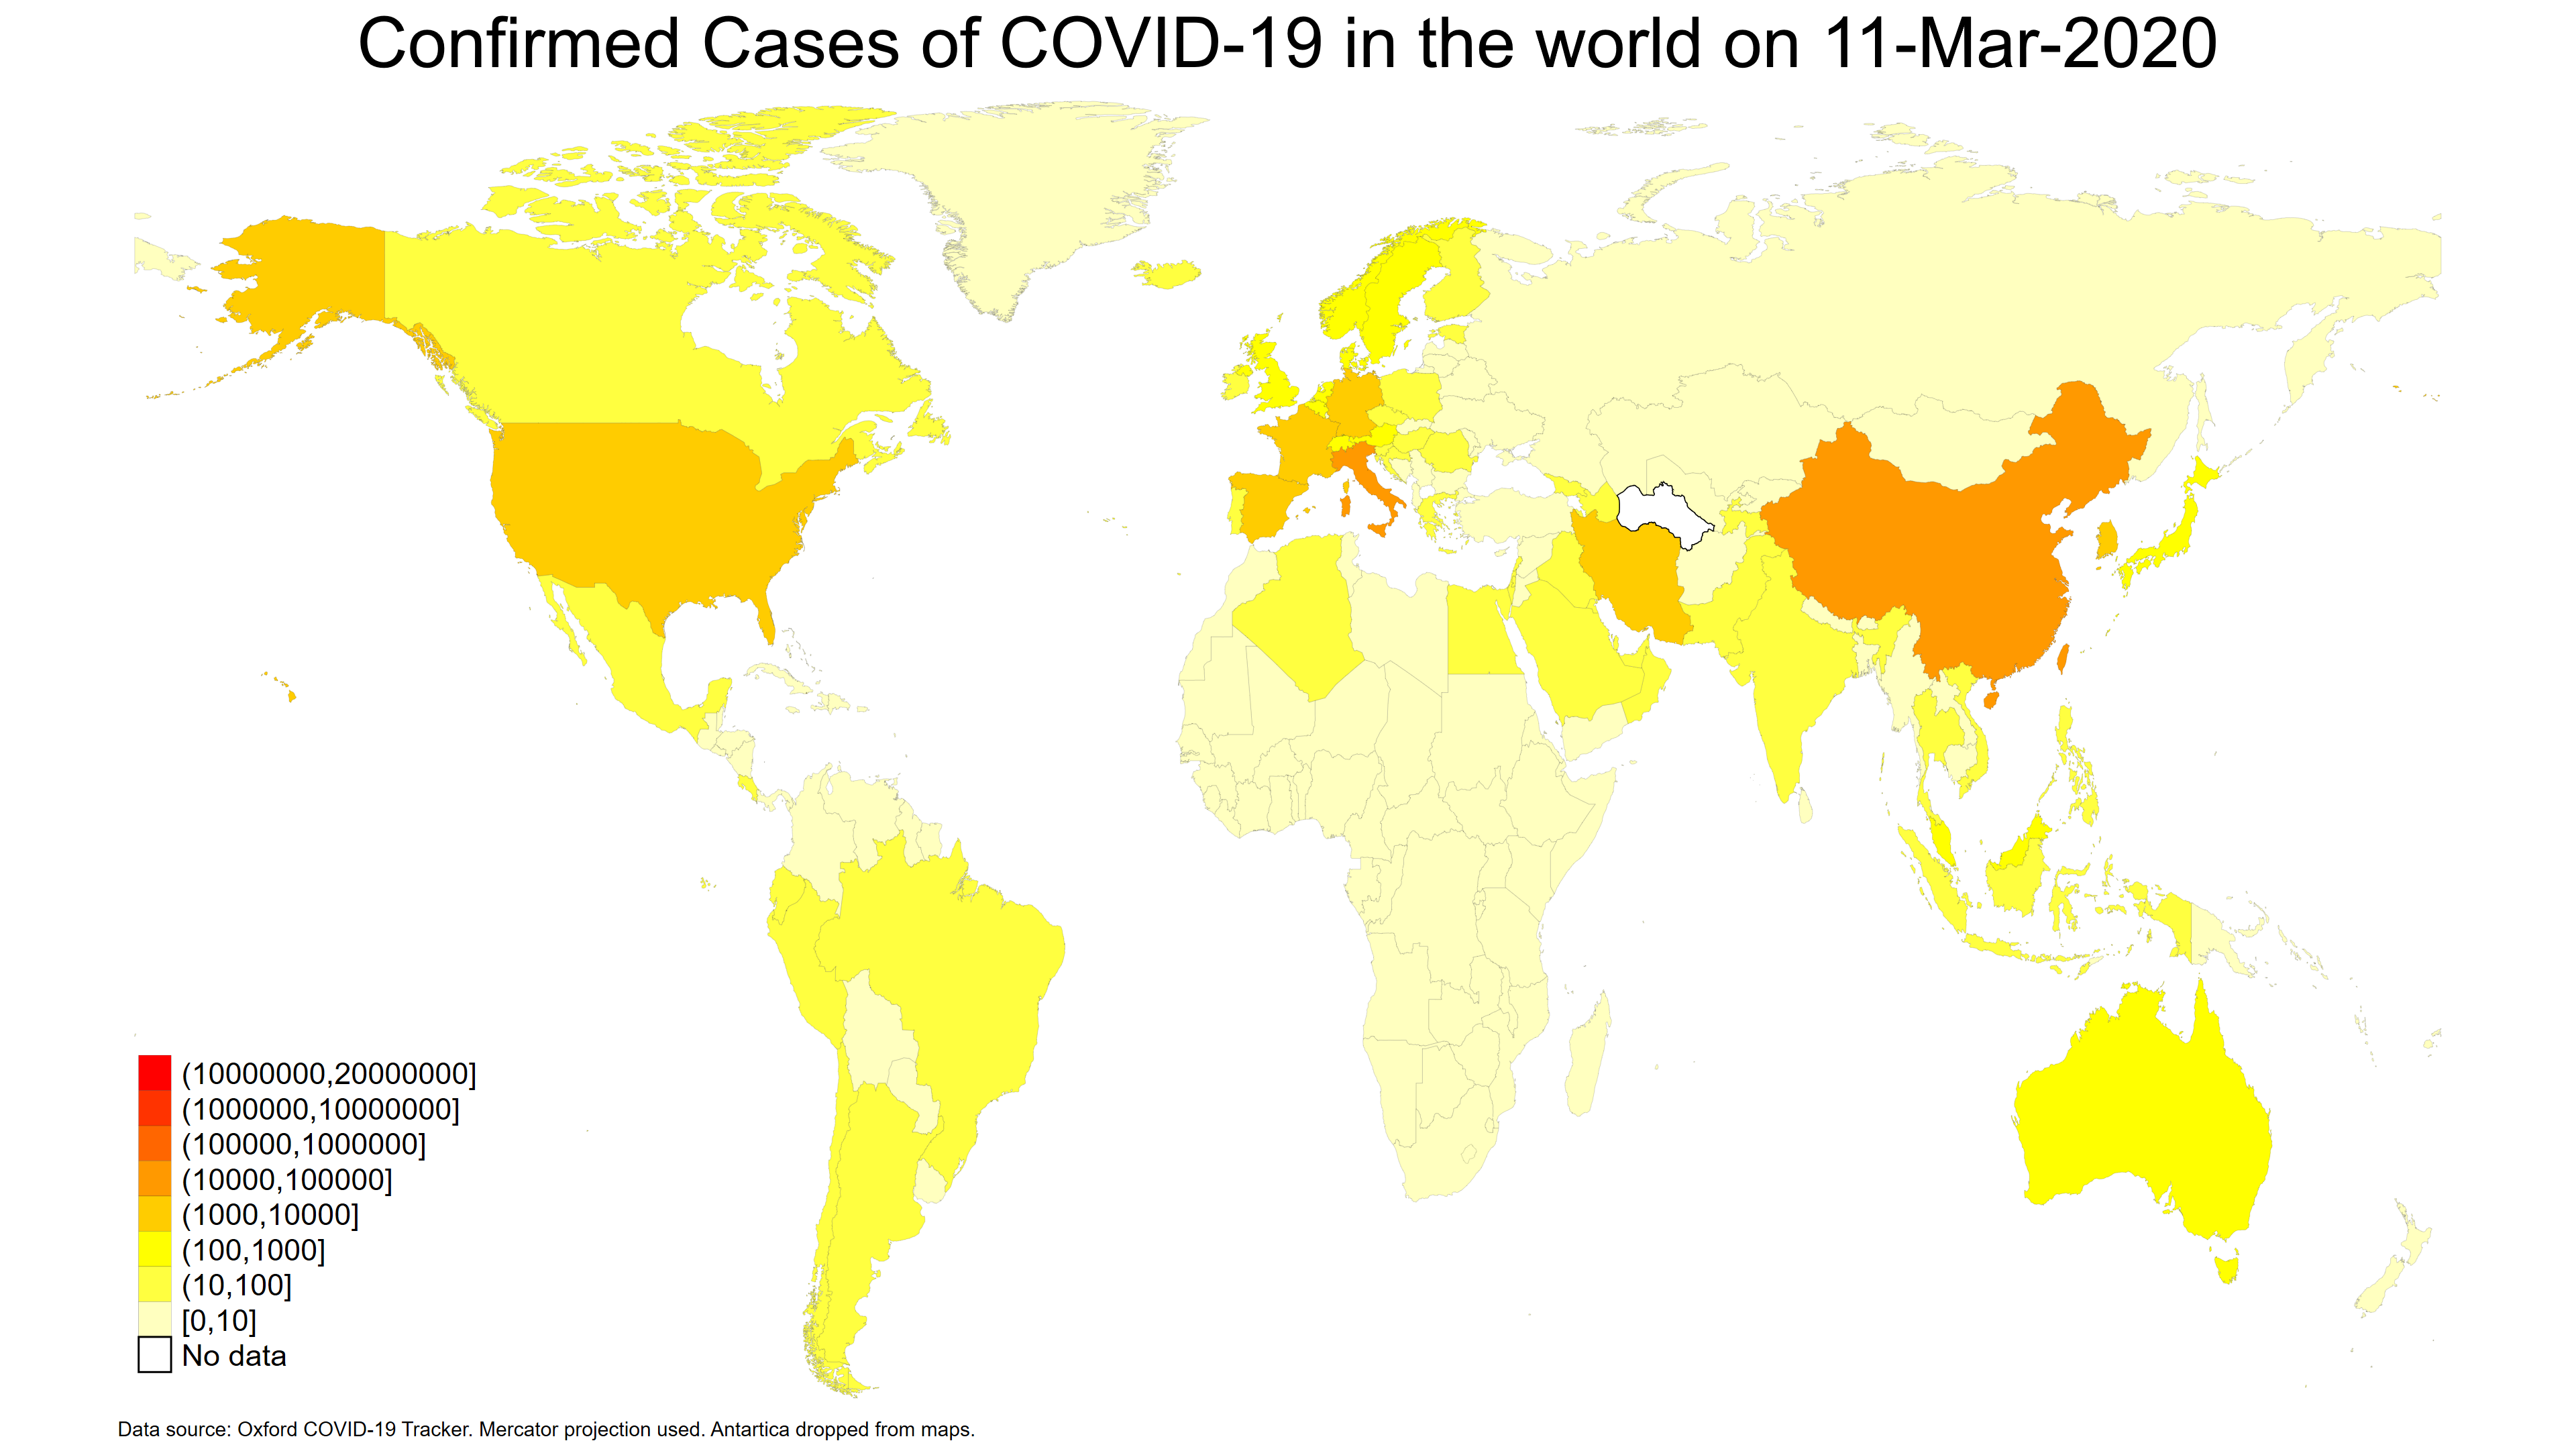 Confirmed Cases of COVID-19 in the world on 11-Mar-2020
(10000000,20000000]
(1000000,10000000]
(100000,1000000]
(10000,100000]
(1000,10000]
(100,1000]
(10,100]
[0,10]
No data
Data source: Oxford COVID-19 Tracker. Mercator projection used. Antartica dropped from maps.